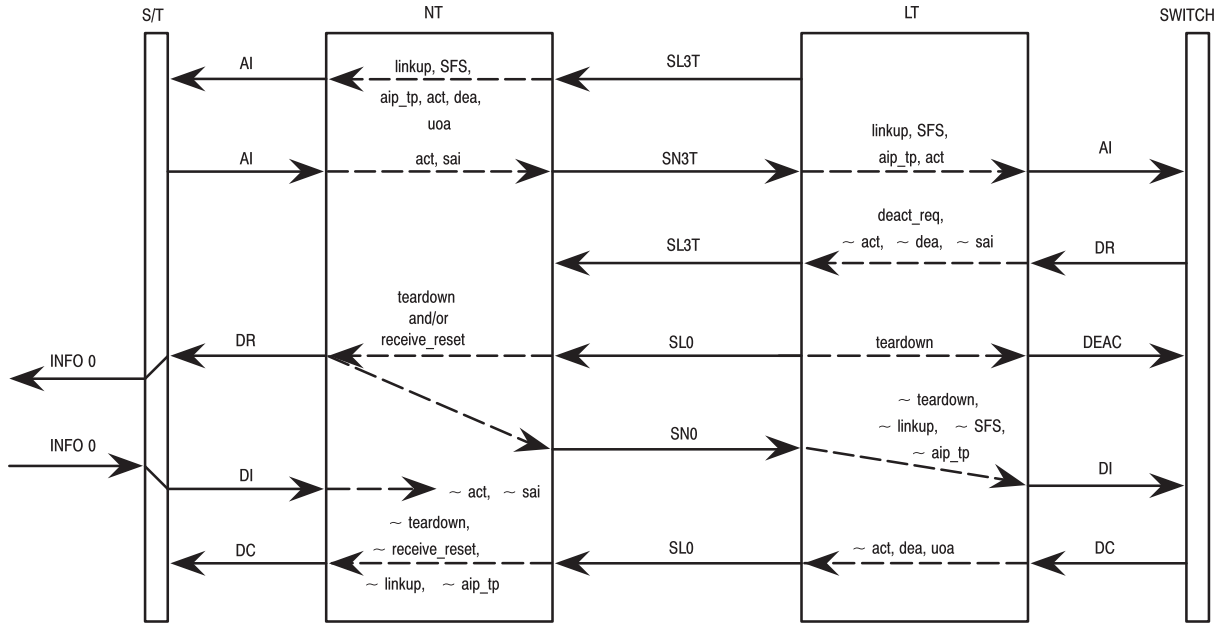 S/T NT LT SWITCH
AI linkup, SFS, SL3T
aip_tp, act, dea,
uoa
linkup, SFS,
AI act, sai SN3T aip_tp, act AI
deact_req,
SL3T ~ act, ~ dea, ~ sai DR
teardown
and/or
DR receive_reset SL0 teardown DEAC
INFO 0
~ teardown,
INFO 0 SN0 ~ linkup, ~ SFS,
~ aip_tp
DI ~ act, ~ sai DI
~ teardown,
DC ~ receive_reset, SL0 ~ act, dea, uoa DC
~ linkup, ~ aip_tp